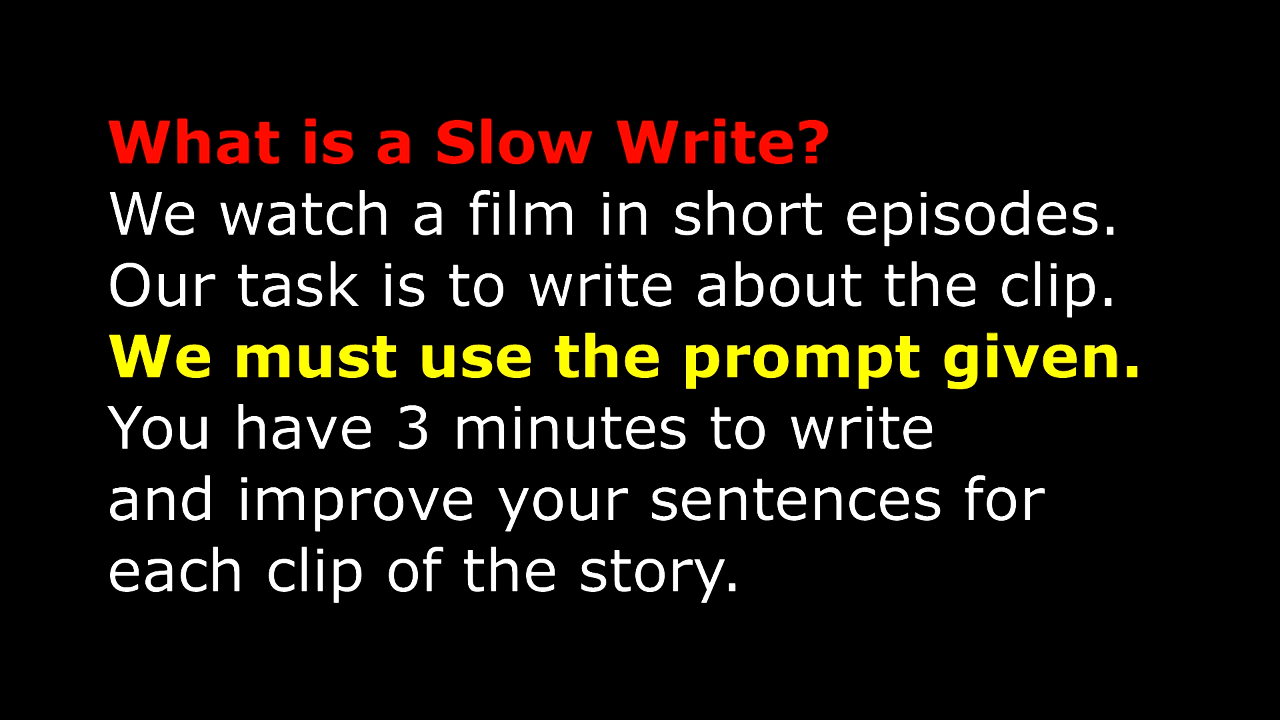 What is a Slow Write?
We watch a film in short episodes.
Our task is to write about the clip.
We must use the prompt given.
You have 3 minutes to write
and improve your sentences for
each clip of the story.